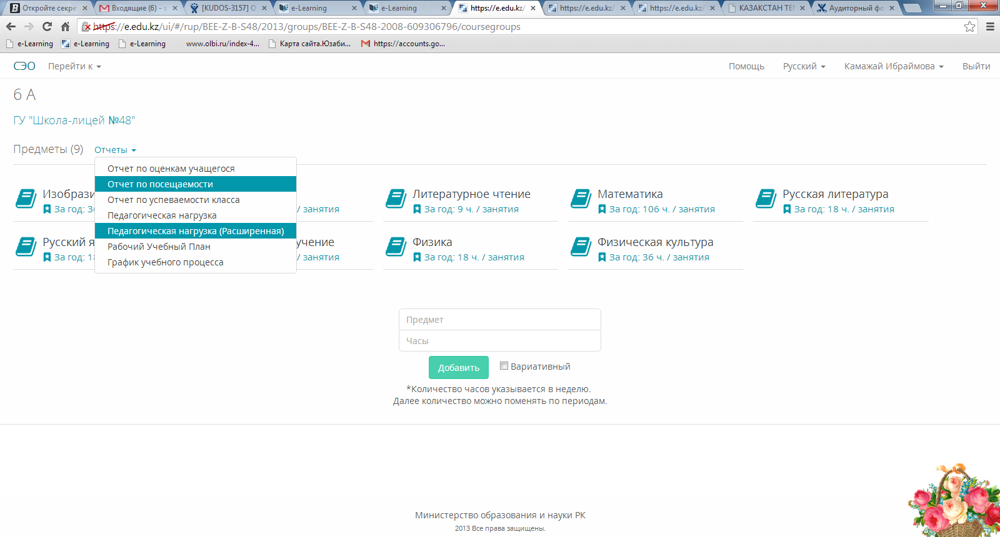 Откройте секре
Входящие (6) - s
[KUDOS-3157] О
e-Learning
e-Learning
https://e.edu.kz/
https://e.edu.kz/
https://e.edu.kz/
КАЗАКСТАН ТЕМ
Аудиторный фо
https://e.edu.kz/ui/#/rup/BEE-Z-B-S48/2013/groups/BEE-Z-B-S48-2008-609306796/coursegroups
e-Learning
e-Learning
e-Learning
www.olbi.ru/index-4...
Карта сайта.Юзаби...
https://accounts.go...
СЭО Перейти к
Помощь Русский Камажай Ибраймова Выйти
6 А
ГУ "Школа-лицей №48"
Предметы (9) Отчеты
Отчет по оценкам учащегося
Отчет по посещаемости
Отчет по успеваемости класса
Педагогическая нагрузка
Педагогическая нагрузка (Расширенная)
Рабочий Учебный План
График учебного процесса
Изобрази
За год: 3
/ занятия
Литературное чтение
За год: 9 ч. / занятия
Математика
За год: 106 ч. / занятия
Русская литература
За год: 18 ч. / занятия
Русский я
За год: 1
учение
/ занятия
Физика
За год: 18 ч. / занятия
Физическая культура
За год: 36 ч. / занятия
Предмет
Часы
Добавить Вариативный
*Количество часов указывается в неделю.
Далее количество можно поменять по периодам.
Министерство образования и науки РК
2013 Все права защищены.